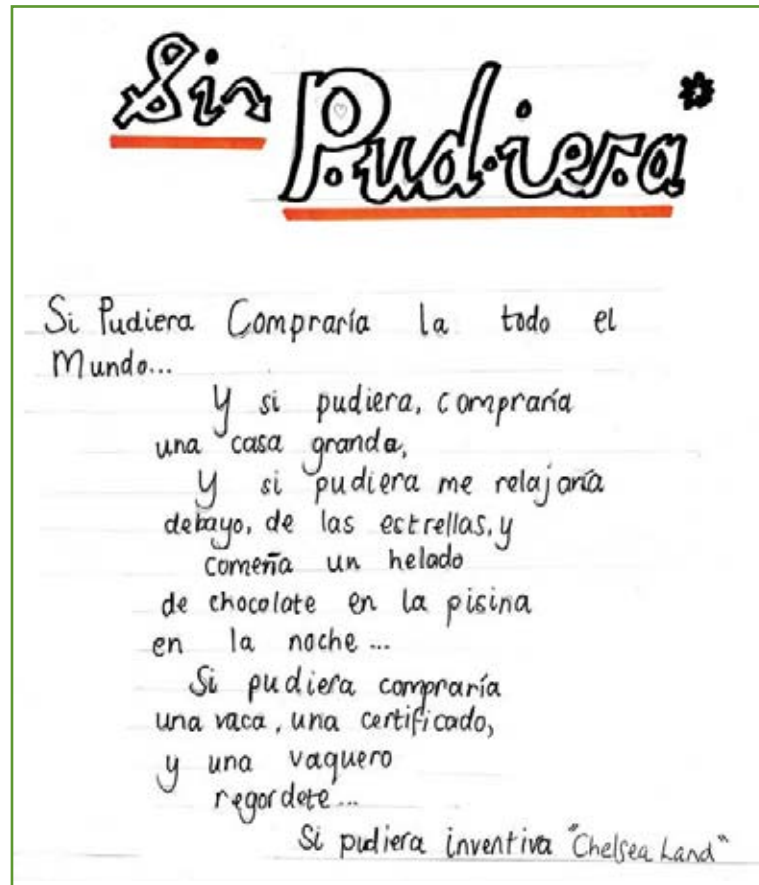 Si Pudiera*
Si Pudiera Compraría la todo el
Mundo...
Y si pudiera, compraría
una casa grande,
Y si pudiera me relajaría
debayo, de las estrellas, y
comería un helado
de chocolate en la pisina
en la noche...
Si pudiera compraría
una vaca, una certificado,
y una vaquero
regordete...
Si pudiera inventiva "Chelsea Land"